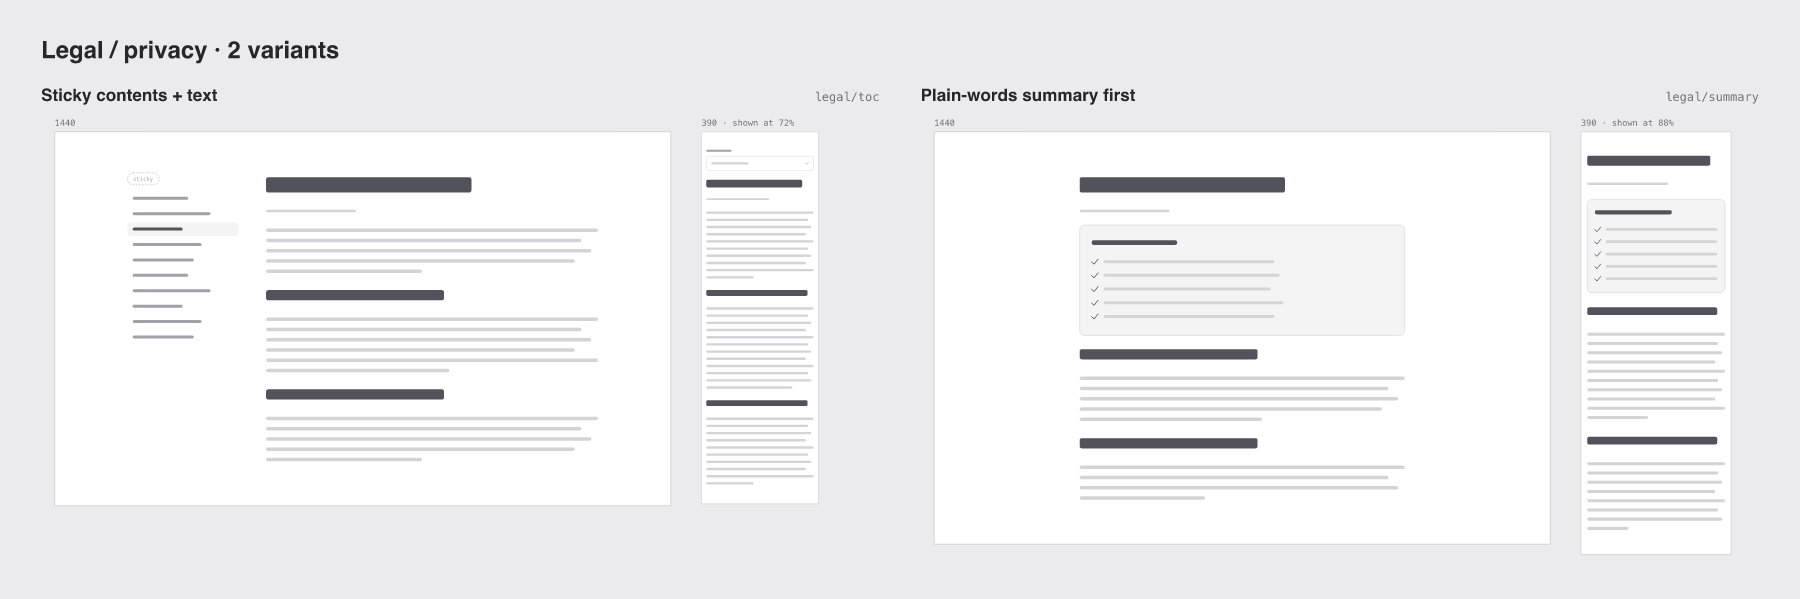 Legal / privacy · 2 variants
Sticky contents + text
legal/toc
1440
390 · shown at 72%
sticky
Plain-words summary first
legal/summary
1440
390 · shown at 88%